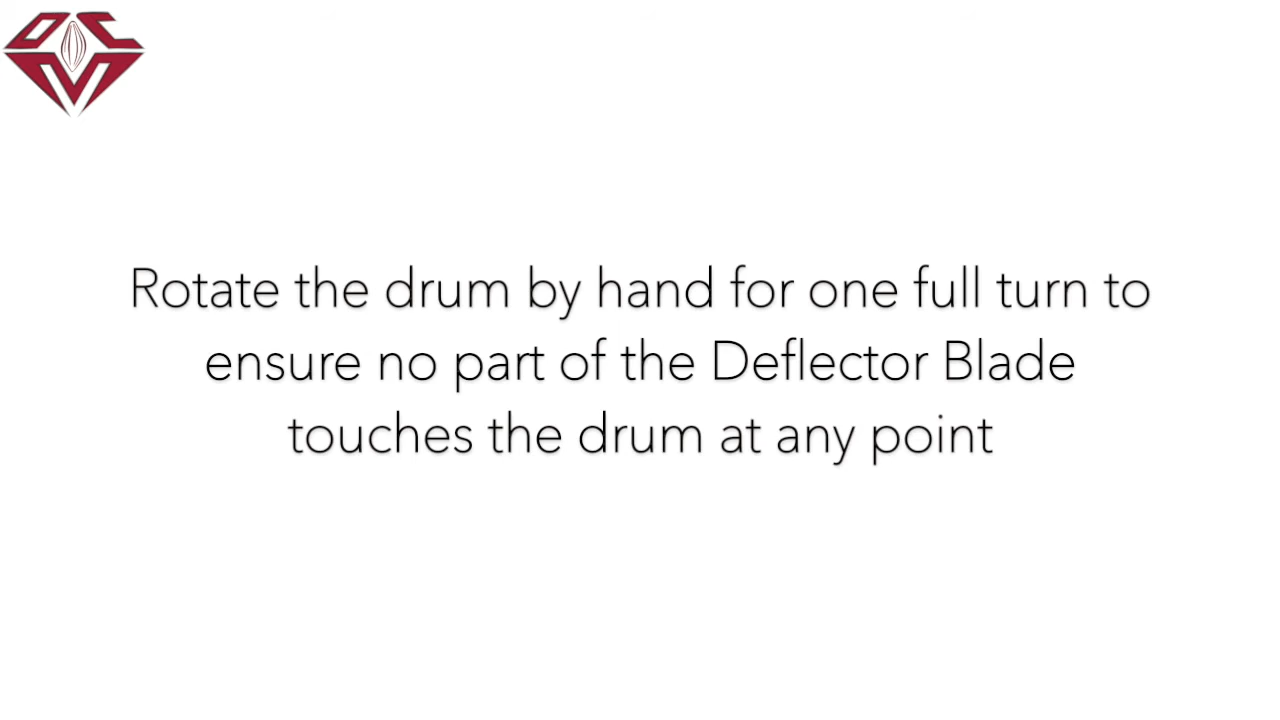 Rotate the drum by hand for one full turn to
ensure no part of the Deflector Blade
touches the drum at any point